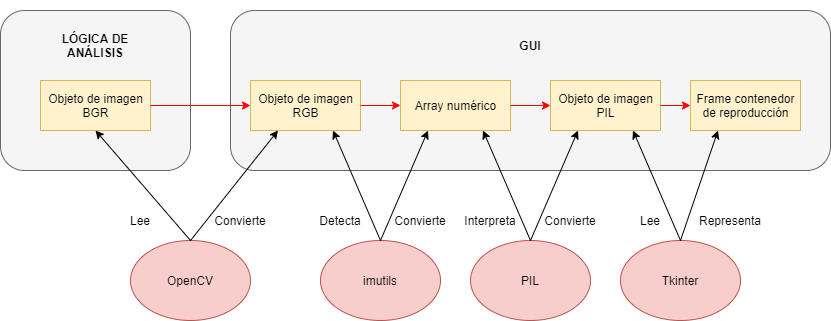 LÓGICA DE
ANÁLISIS
GUI
Objeto de imagen
BGR
Objeto de imagen
RGB
Array numérico
Objeto de imagen
PIL
Frame contenedor
de reproducción
Lee
Convierte
Detecta
Convierte
Interpreta
Convierte
Lee
Representa
OpenCV
imutils
PIL
Tkinter